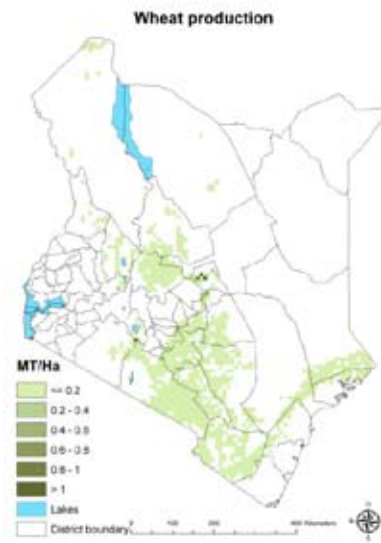 Wheat production
MT/Ha
<= 0.2
0.2 - 0.4
0.4 - 0.6
0.6 - 0.8
0.8 - 1
> 1
Lakes
District boundary
0 100 200 400 Kilometers
N
S